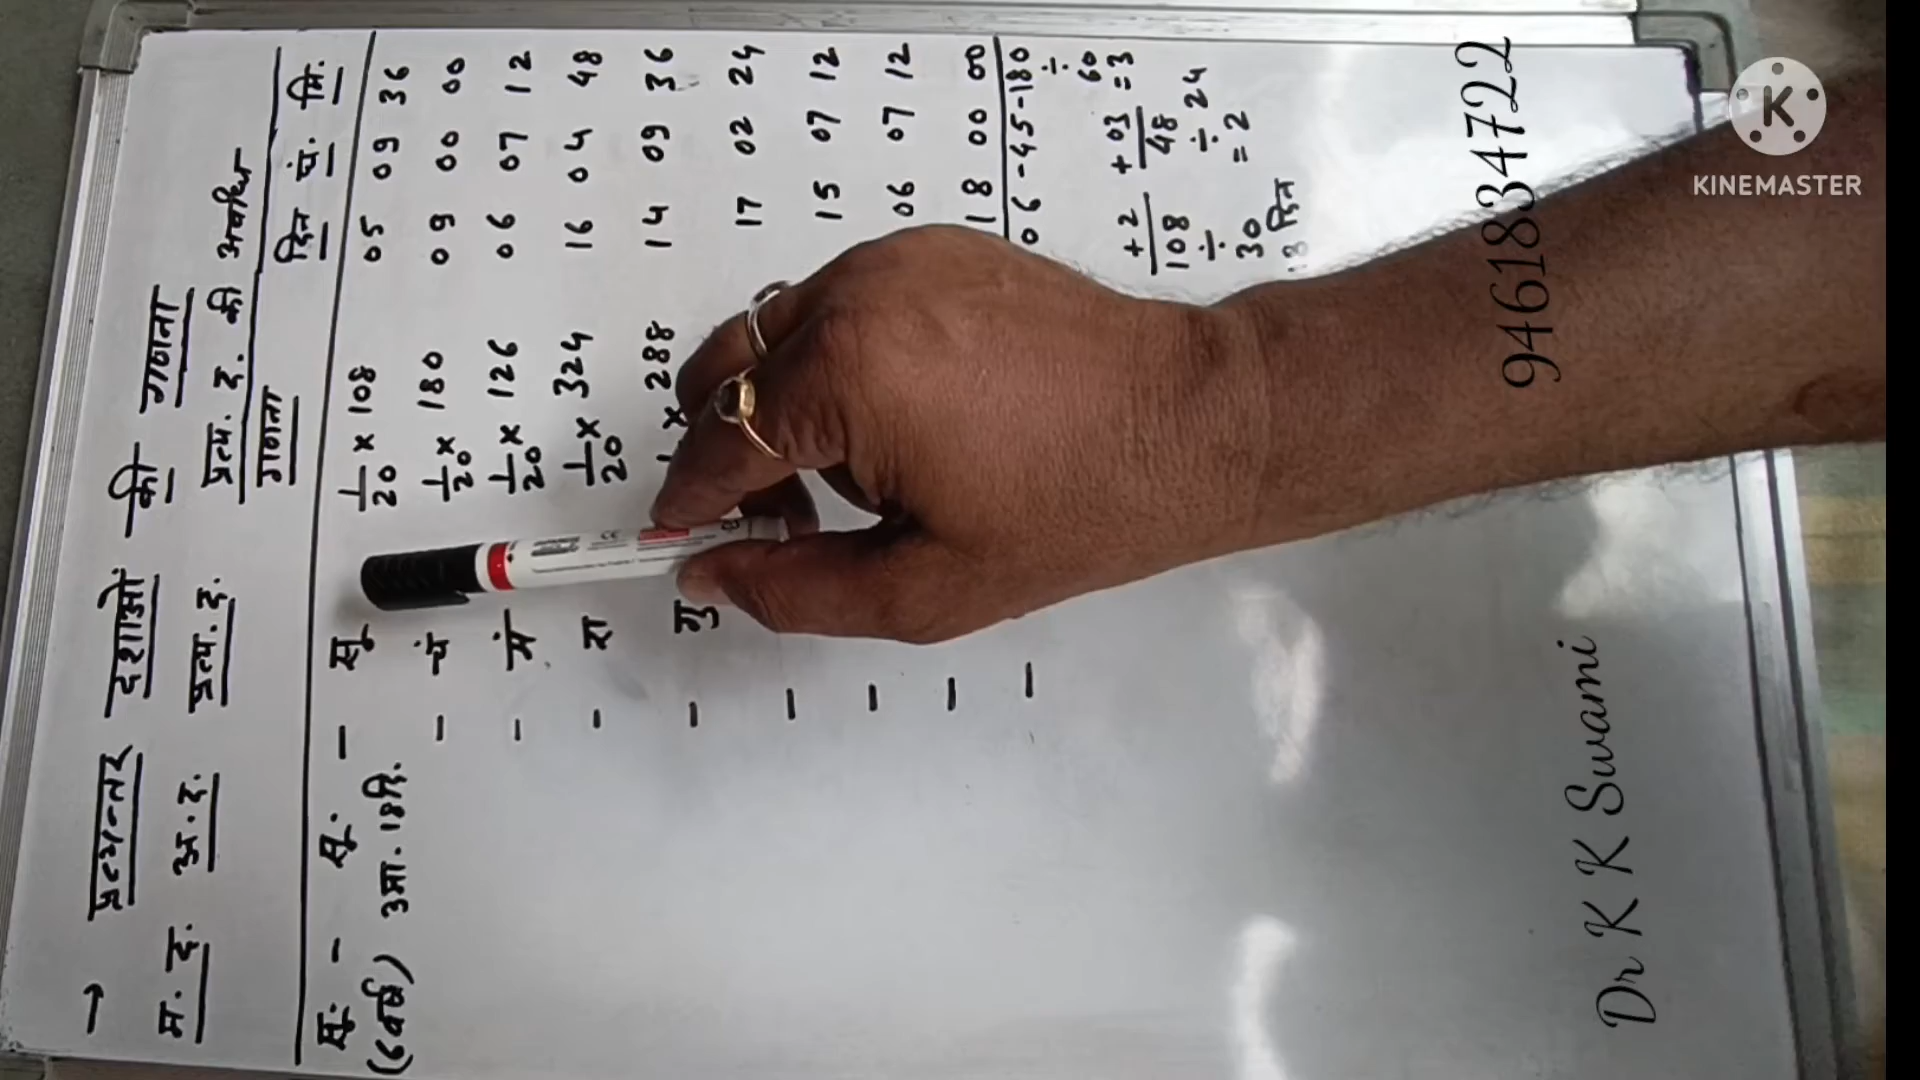 → प्रत्यन्तर दशाओं की गणना
म. द. अ. द. प्रत्य. द. प्रत्य. द. की अवधि
गणना दिन घं. मि.
सू. - सू. - सू 1/20 × 108 05 09 36
(6वर्ष) 3मा. 18दि. - चं 1/20 × 180 09 00 00
- मं 1/20 × 126 06 07 12
- रा 1/20 × 324 16 04 48
- गु × 288 14 09 36
- 17 02 24
- 15 07 12
- 06 07 12
- 18 00 00
06-45-180
÷
60
+2 +03 =3
108 48
÷ ÷ 24
30 =2
दिन
Dr K K Swami 9461834722
K
KINEMASTER